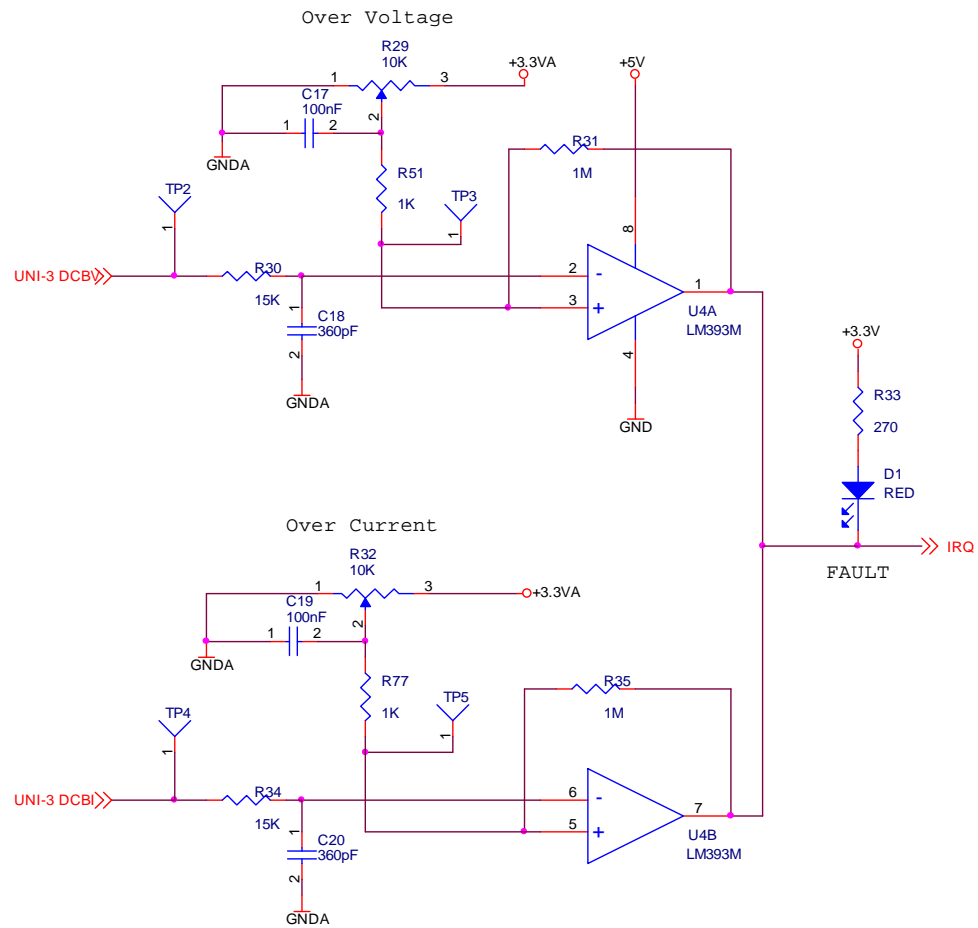 Over Voltage
R29
10K
1
3
2
+3.3VA
+5V
C17
100nF
1
2
GNDA
R51
1K
R31
1M
TP2
1
TP3
1
8
UNI-3 DCBV
R30
15K
2
-
3
+
1
U4A
LM393M
4
C18
360pF
1
2
GNDA
GND
+3.3V
R33
270
D1
RED
IRQ
FAULT
Over Current
R32
10K
1
3
2
+3.3VA
C19
100nF
1
2
GNDA
R77
1K
R35
1M
TP4
1
TP5
1
UNI-3 DCBI
R34
15K
6
-
5
+
7
U4B
LM393M
C20
360pF
1
2
GNDA